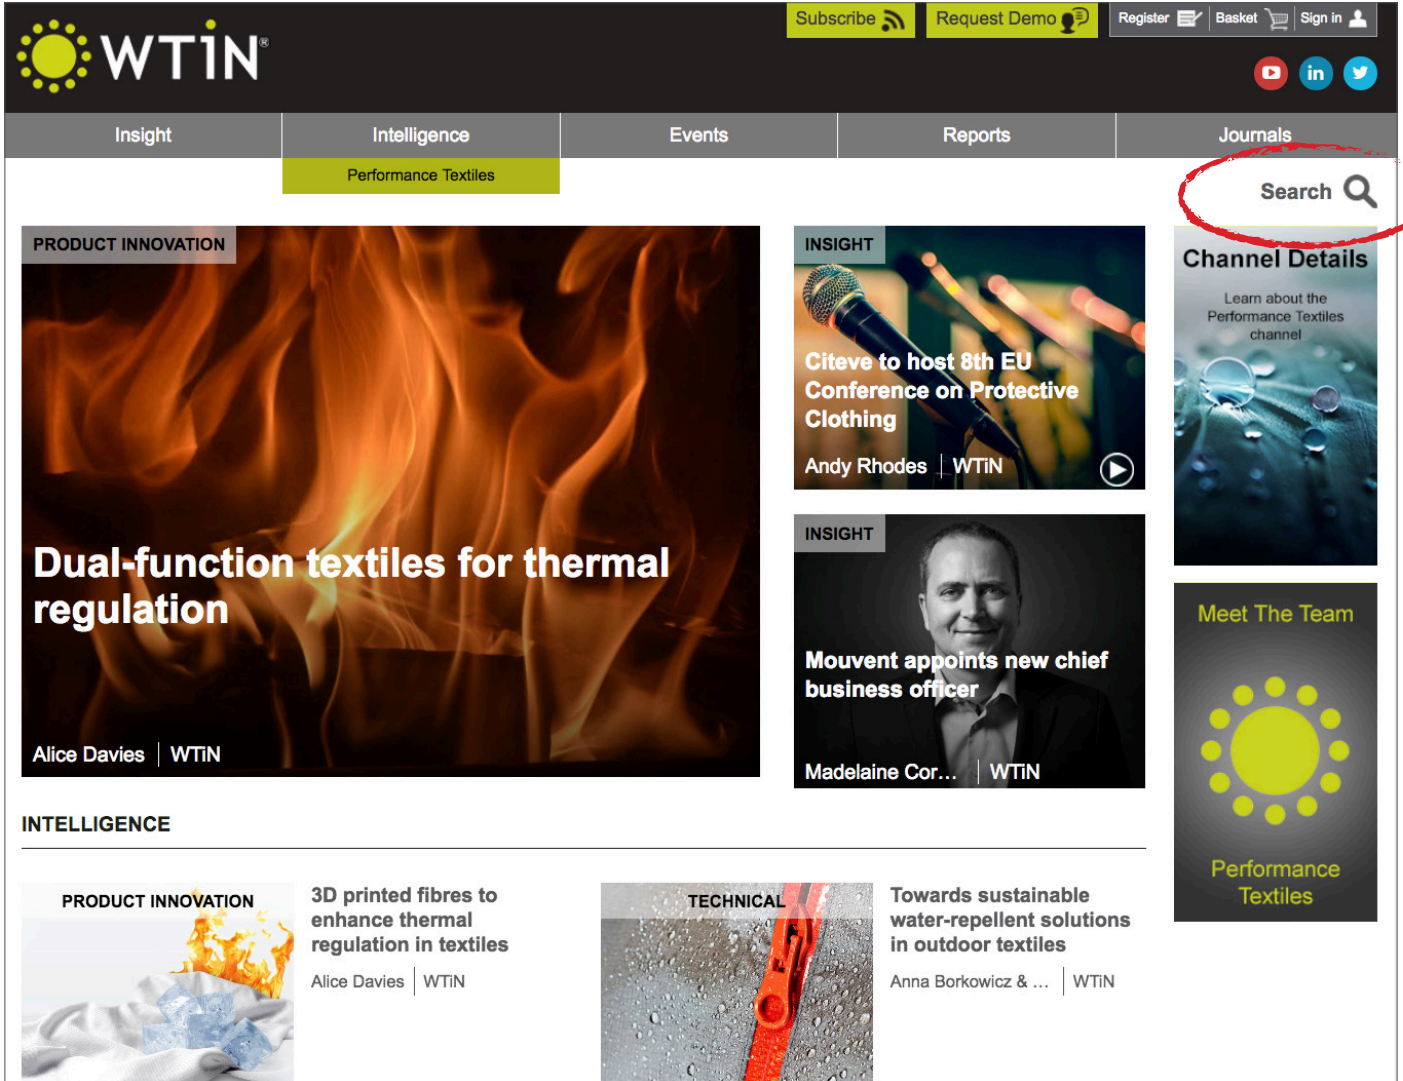 WTiN®
Subscribe
Request Demo
Register
Basket
Sign in
in
Insight
Intelligence
Events
Reports
Journals
Performance Textiles
Search
PRODUCT INNOVATION
Dual-function textiles for thermal
regulation
Alice Davies | WTiN
INSIGHT
Citeve to host 8th EU
Conference on Protective
Clothing
Andy Rhodes | WTiN
INSIGHT
Mouvent appoints new chief
business officer
Madelaine Cor... | WTiN
Channel Details
Learn about the
Performance Textiles
channel
Meet The Team
Performance
Textiles
INTELLIGENCE
PRODUCT INNOVATION
3D printed fibres to
enhance thermal
regulation in textiles
Alice Davies | WTiN
TECHNICAL
Towards sustainable
water-repellent solutions
in outdoor textiles
Anna Borkowicz & ... | WTiN